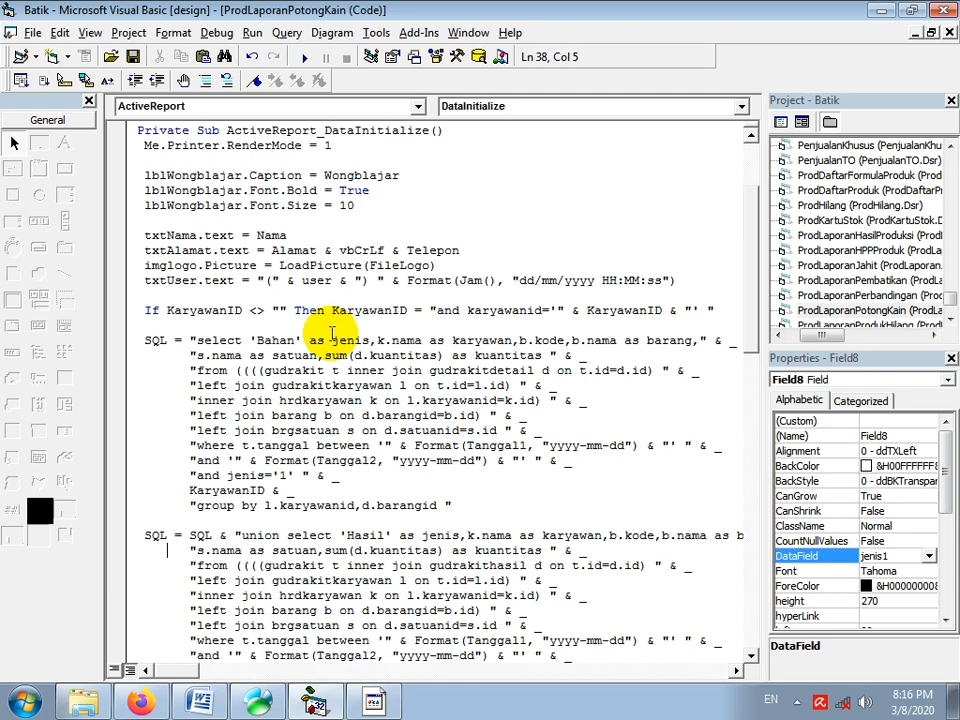 Batik - Microsoft Visual Basic [design] - [ProdLaporanPotongKain (Code)]
File Edit View Project Format Debug Run Query Diagram Tools Add-Ins Window Help
Ln 38, Col 5
General
ActiveReport
DataInitialize
Private Sub ActiveReport_DataInitialize()
Me.Printer.RenderMode = 1
lblWongblajar.Caption = Wongblajar
lblWongblajar.Font.Bold = True
lblWongblajar.Font.Size = 10
txtNama.text = Nama
txtAlamat.text = Alamat & vbCrLf & Telepon
imglogo.Picture = LoadPicture(FileLogo)
txtUser.text = "(" & user & ") " & Format(Jam(), "dd/mm/yyyy HH:MM:ss")
If KaryawanID <> "" Then KaryawanID = "and karyawanid='" & KaryawanID & "' "
SQL = "select 'Bahan' as jenis,k.nama as karyawan,b.kode,b.nama as barang," & _
"s.nama as satuan,sum(d.kuantitas) as kuantitas " & _
"from ((((gudrakit t inner join gudrakitdetail d on t.id=d.id) " & _
"left join gudrakitkaryawan l on t.id=l.id) " & _
"inner join hrdkaryawan k on l.karyawanid=k.id) " & _
"left join barang b on d.barangid=b.id) " & _
"left join brgsatuan s on d.satuanid=s.id " & _
"where t.tanggal between '" & Format(Tanggal1, "yyyy-mm-dd") & "' " & _
"and '" & Format(Tanggal2, "yyyy-mm-dd") & "' " & _
"and jenis='1' " & _
KaryawanID & _
"group by l.karyawanid,d.barangid "
SQL = SQL & "union select 'Hasil' as jenis,k.nama as karyawan,b.kode,b.nama as b
"s.nama as satuan,sum(d.kuantitas) as kuantitas " & _
"from ((((gudrakit t inner join gudrakithasil d on t.id=d.id) " & _
"left join gudrakitkaryawan l on t.id=l.id) " & _
"inner join hrdkaryawan k on l.karyawanid=k.id) " & _
"left join barang b on d.barangid=b.id) " & _
"left join brgsatuan s on d.satuanid=s.id " & _
"where t.tanggal between '" & Format(Tanggal1, "yyyy-mm-dd") & "' " & _
"and '" & Format(Tanggal2, "yyyy-mm-dd") & "' " & _
Project - Batik
PenjualanKhusus (PenjualanKhu
PenjualanTO (PenjualanTO.Dsr)
ProdDaftarFormulaProduk (Prod
ProdDaftarProduk (ProdDaftarP
ProdHilang (ProdHilang.Dsr)
ProdKartuStok (ProdKartuStok.D
ProdLaporanHasilProduksi (Prod
ProdLaporanHPPProduk (ProdLa
ProdLaporanJahit (ProdLaporanJ
ProdLaporanPembatikan (ProdL
ProdLaporanPerbandingan (Proc
ProdLaporanPotongKain (ProdLa
ProdLaporanProdukHilang (Prod
Properties - Field8
Field8 Field
Alphabetic Categorized
(Custom)
(Name) Field8
Alignment 0 - ddTXLeft
BackColor &H00FFFFFF&
BackStyle 0 - ddBKTranspar
CanGrow True
CanShrink False
ClassName Normal
CountNullValues False
DataField jenis1
Font Tahoma
ForeColor &H00000000&
height 270
hyperLink
DataField
EN
8:16 PM
3/8/2020